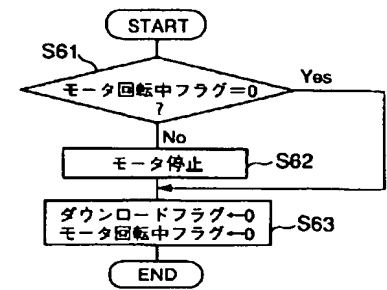 START
S61
モータ回転中フラグ=0
?
Yes
No
モータ停止
S62
ダウンロードフラグ←0
モータ回転中フラグ←0
S63
END